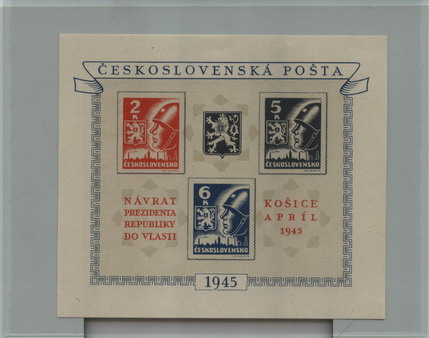 ČESKOSLOVENSKÁ POŠTA
2
K
ČESKOSLOVENSKO
5
K
ČESKOSLOVENSKO
NÁVRAT
PREZIDENTA
REPUBLIKY
DO VLASTI
6
K
ČESKOSLOVENSKO
KOŠICE
APRÍL
1945
1945